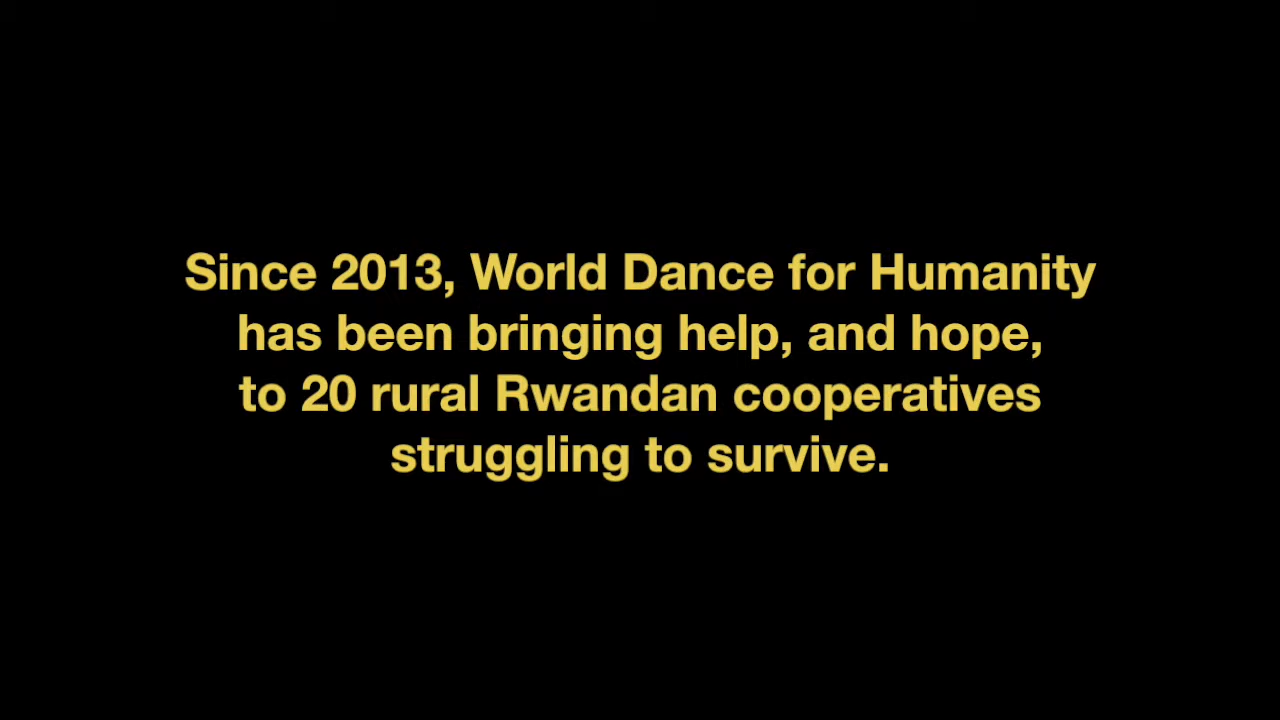 Since 2013, World Dance for Humanity
has been bringing help, and hope,
to 20 rural Rwandan cooperatives
struggling to survive.